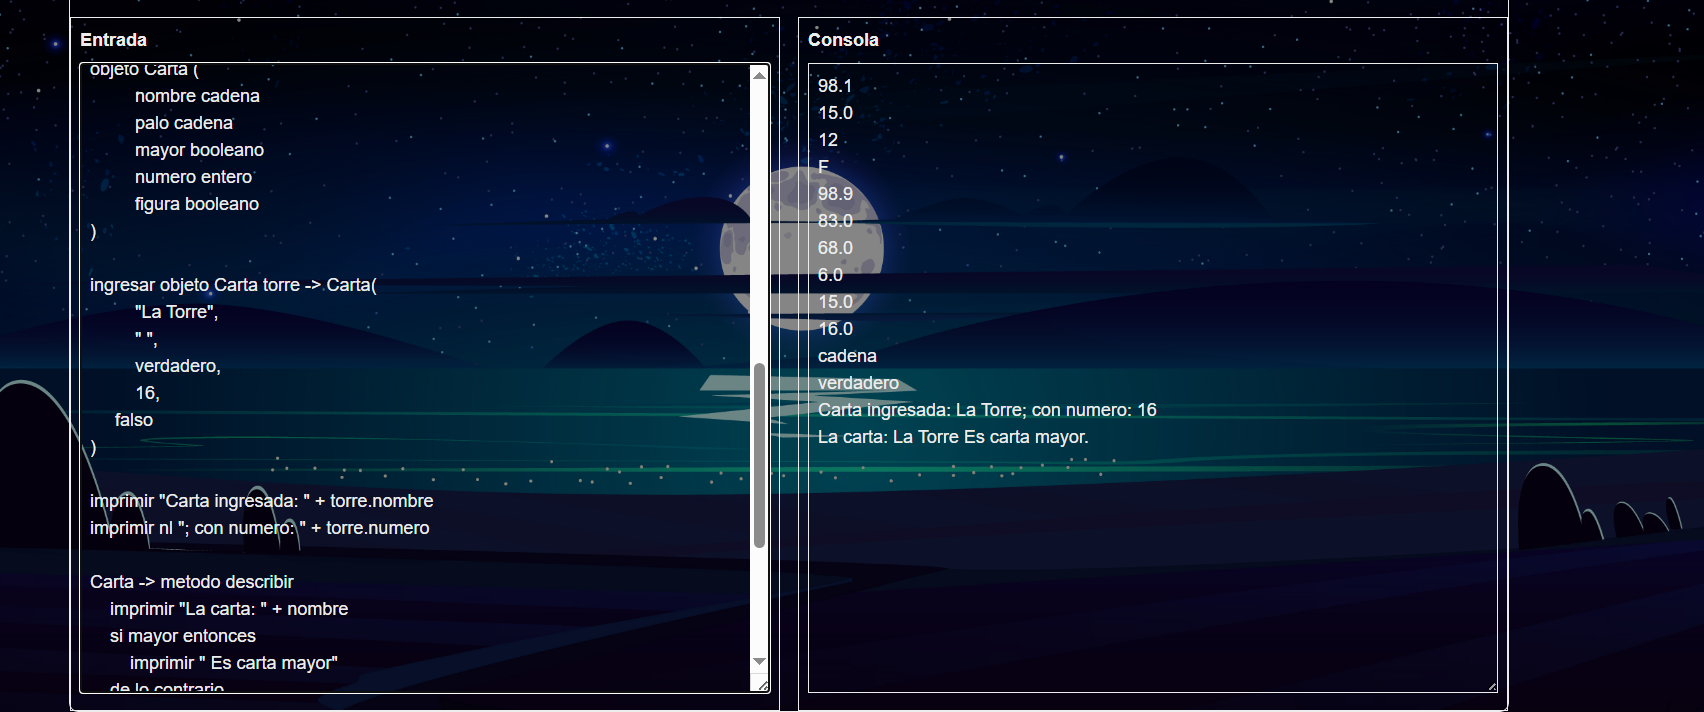 Entrada
objeto Carta (
nombre cadena
palo cadena
mayor booleano
numero entero
figura booleano
)
ingresar objeto Carta torre -> Carta(
"La Torre",
" ",
verdadero,
16,
falso
)
imprimir "Carta ingresada: " + torre.nombre
imprimir nl "; con numero: " + torre.numero
Carta -> metodo describir
imprimir "La carta: " + nombre
si mayor entonces
imprimir " Es carta mayor"
de lo contrario
Consola
98.1
15.0
12
F
98.9
83.0
68.0
6.0
15.0
16.0
cadena
verdadero
Carta ingresada: La Torre; con numero: 16
La carta: La Torre Es carta mayor.